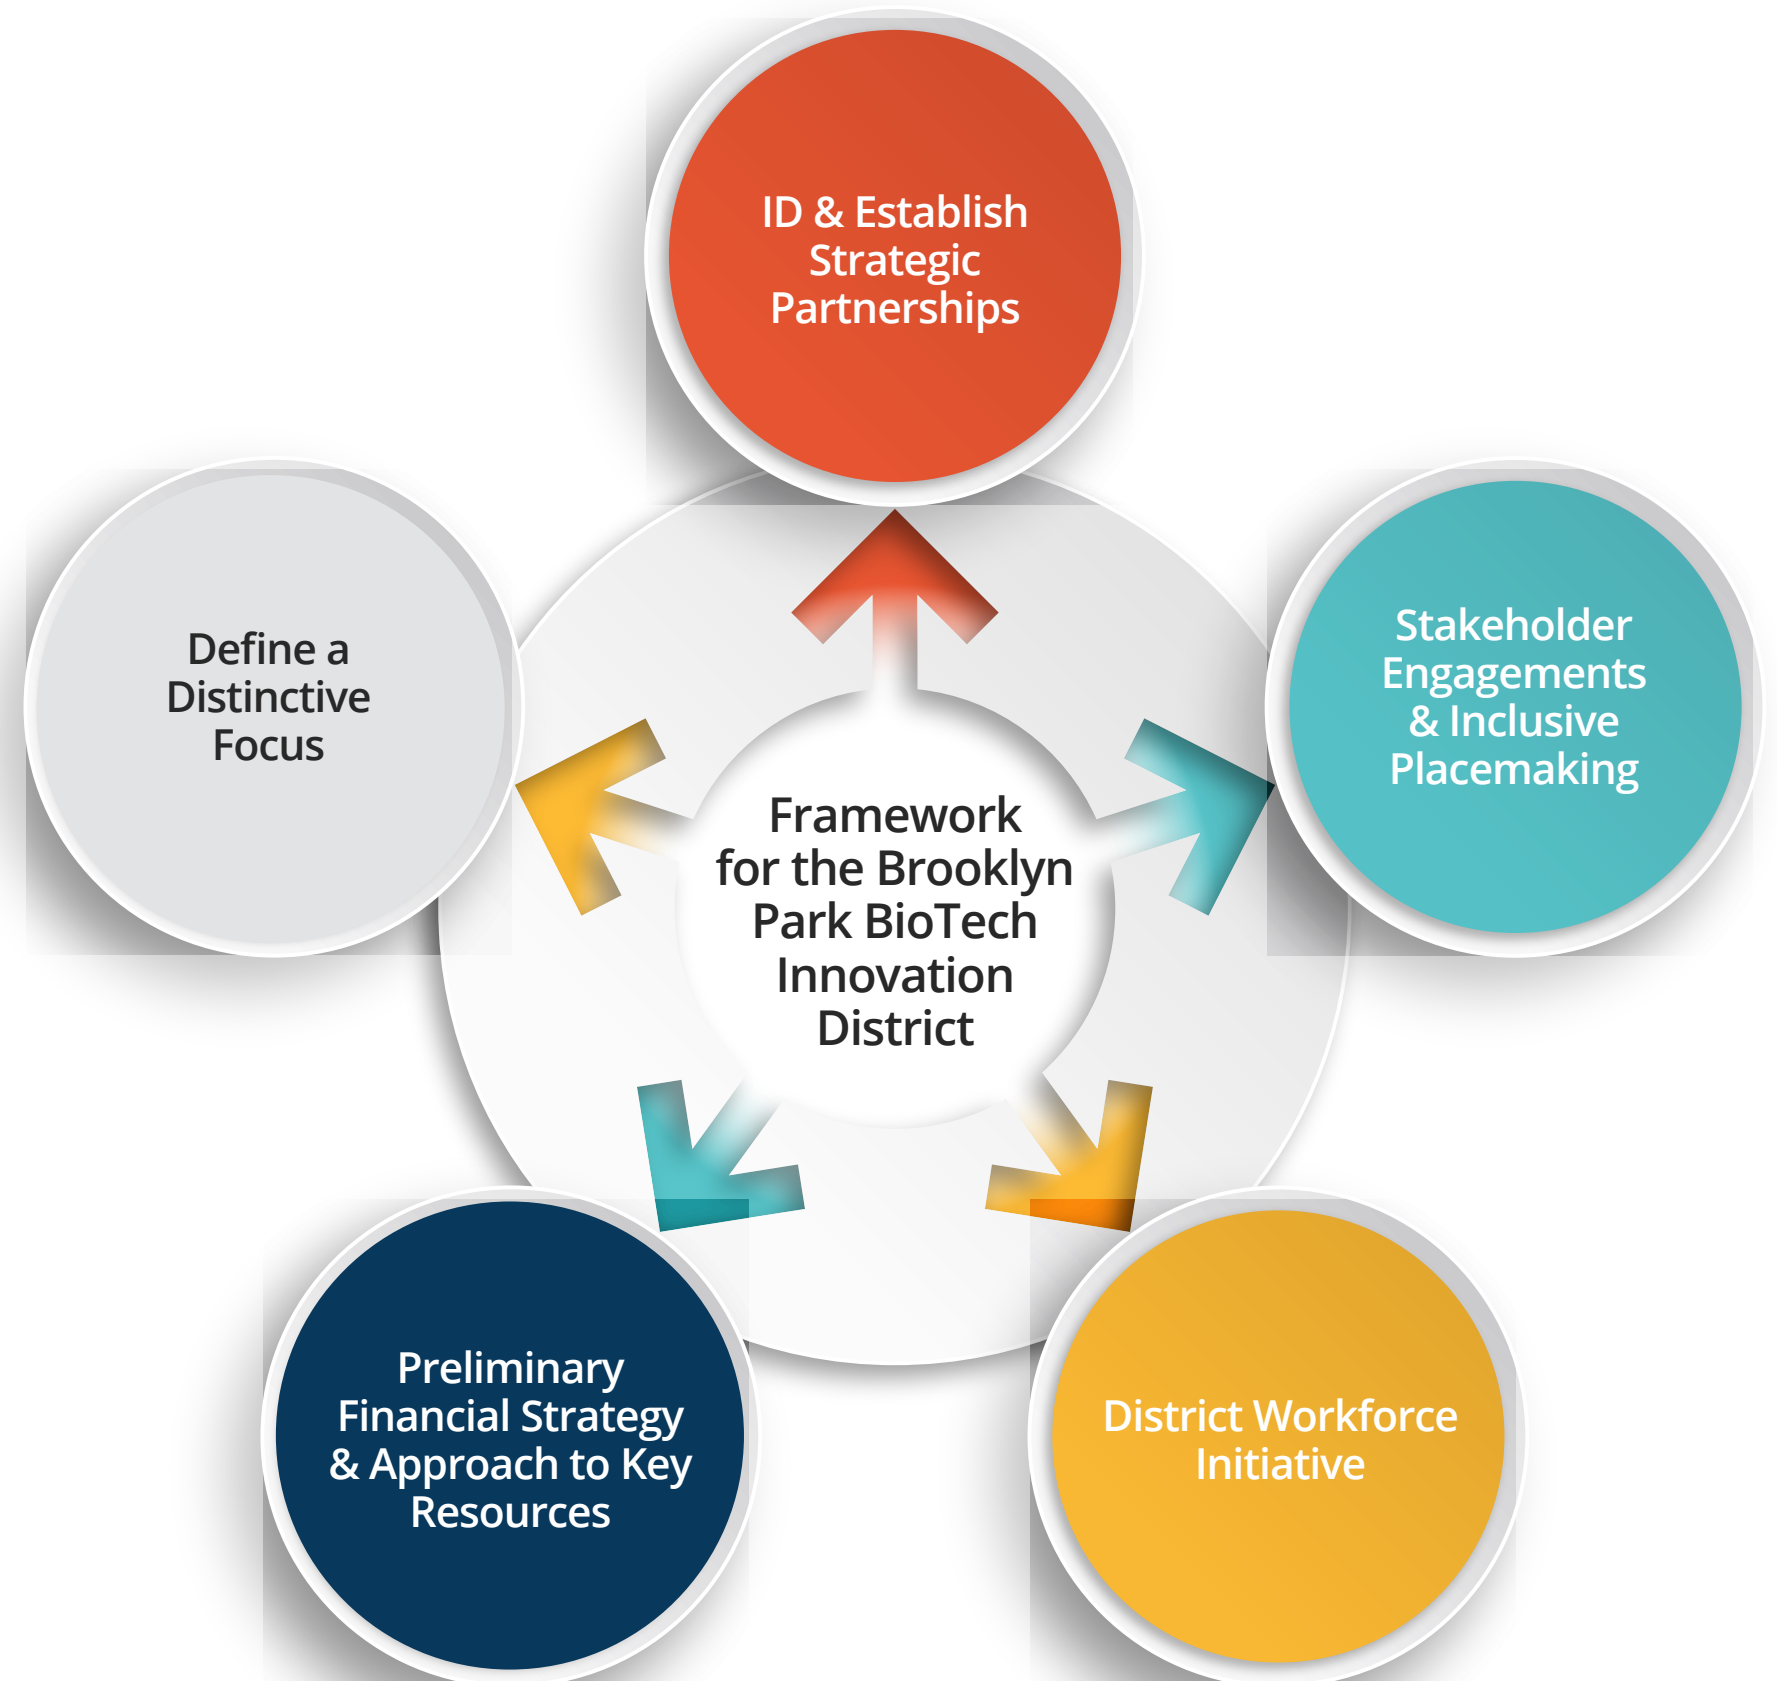 ID & Establish
Strategic
Partnerships
Define a
Distinctive
Focus
Stakeholder
Engagements
& Inclusive
Placemaking
Framework
for the Brooklyn
Park BioTech
Innovation
District
Preliminary
Financial Strategy
& Approach to Key
Resources
District Workforce
Initiative